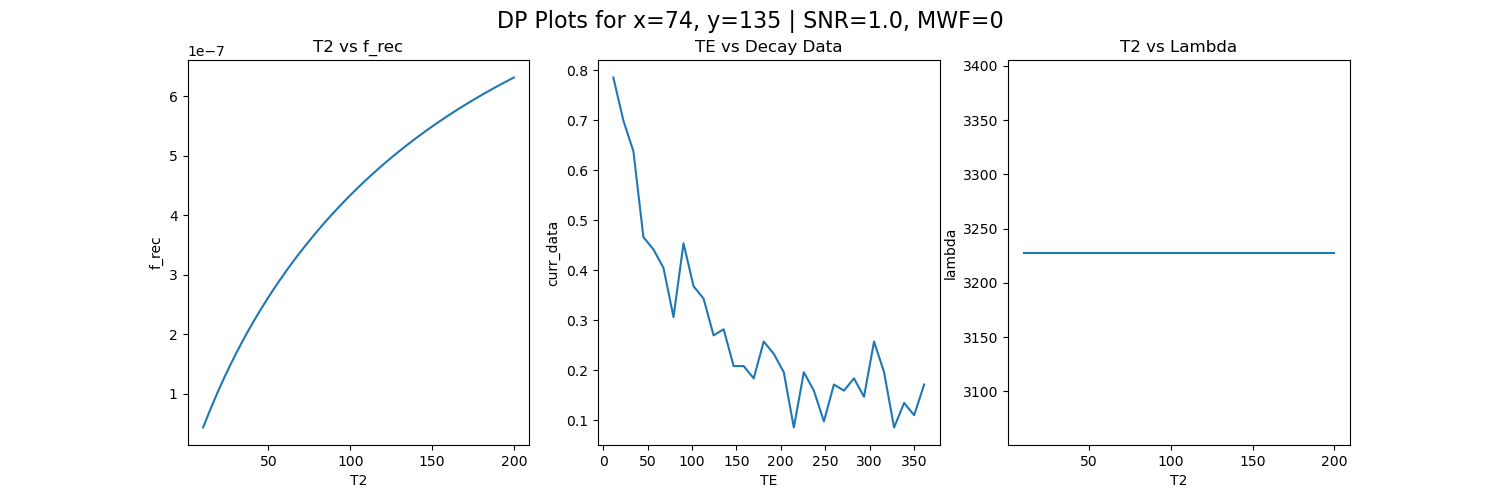 DP Plots for x=74, y=135 | SNR=1.0, MWF=0
T2 vs f_rec
1e−7
6
5
4
3
2
1
f_rec
50 100 150 200
T2
TE vs Decay Data
0.8
0.7
0.6
0.5
0.4
0.3
0.2
0.1
curr_data
0 50 100 150 200 250 300 350
TE
T2 vs Lambda
3400
3350
3300
3250
3200
3150
3100
lambda
50 100 150 200
T2